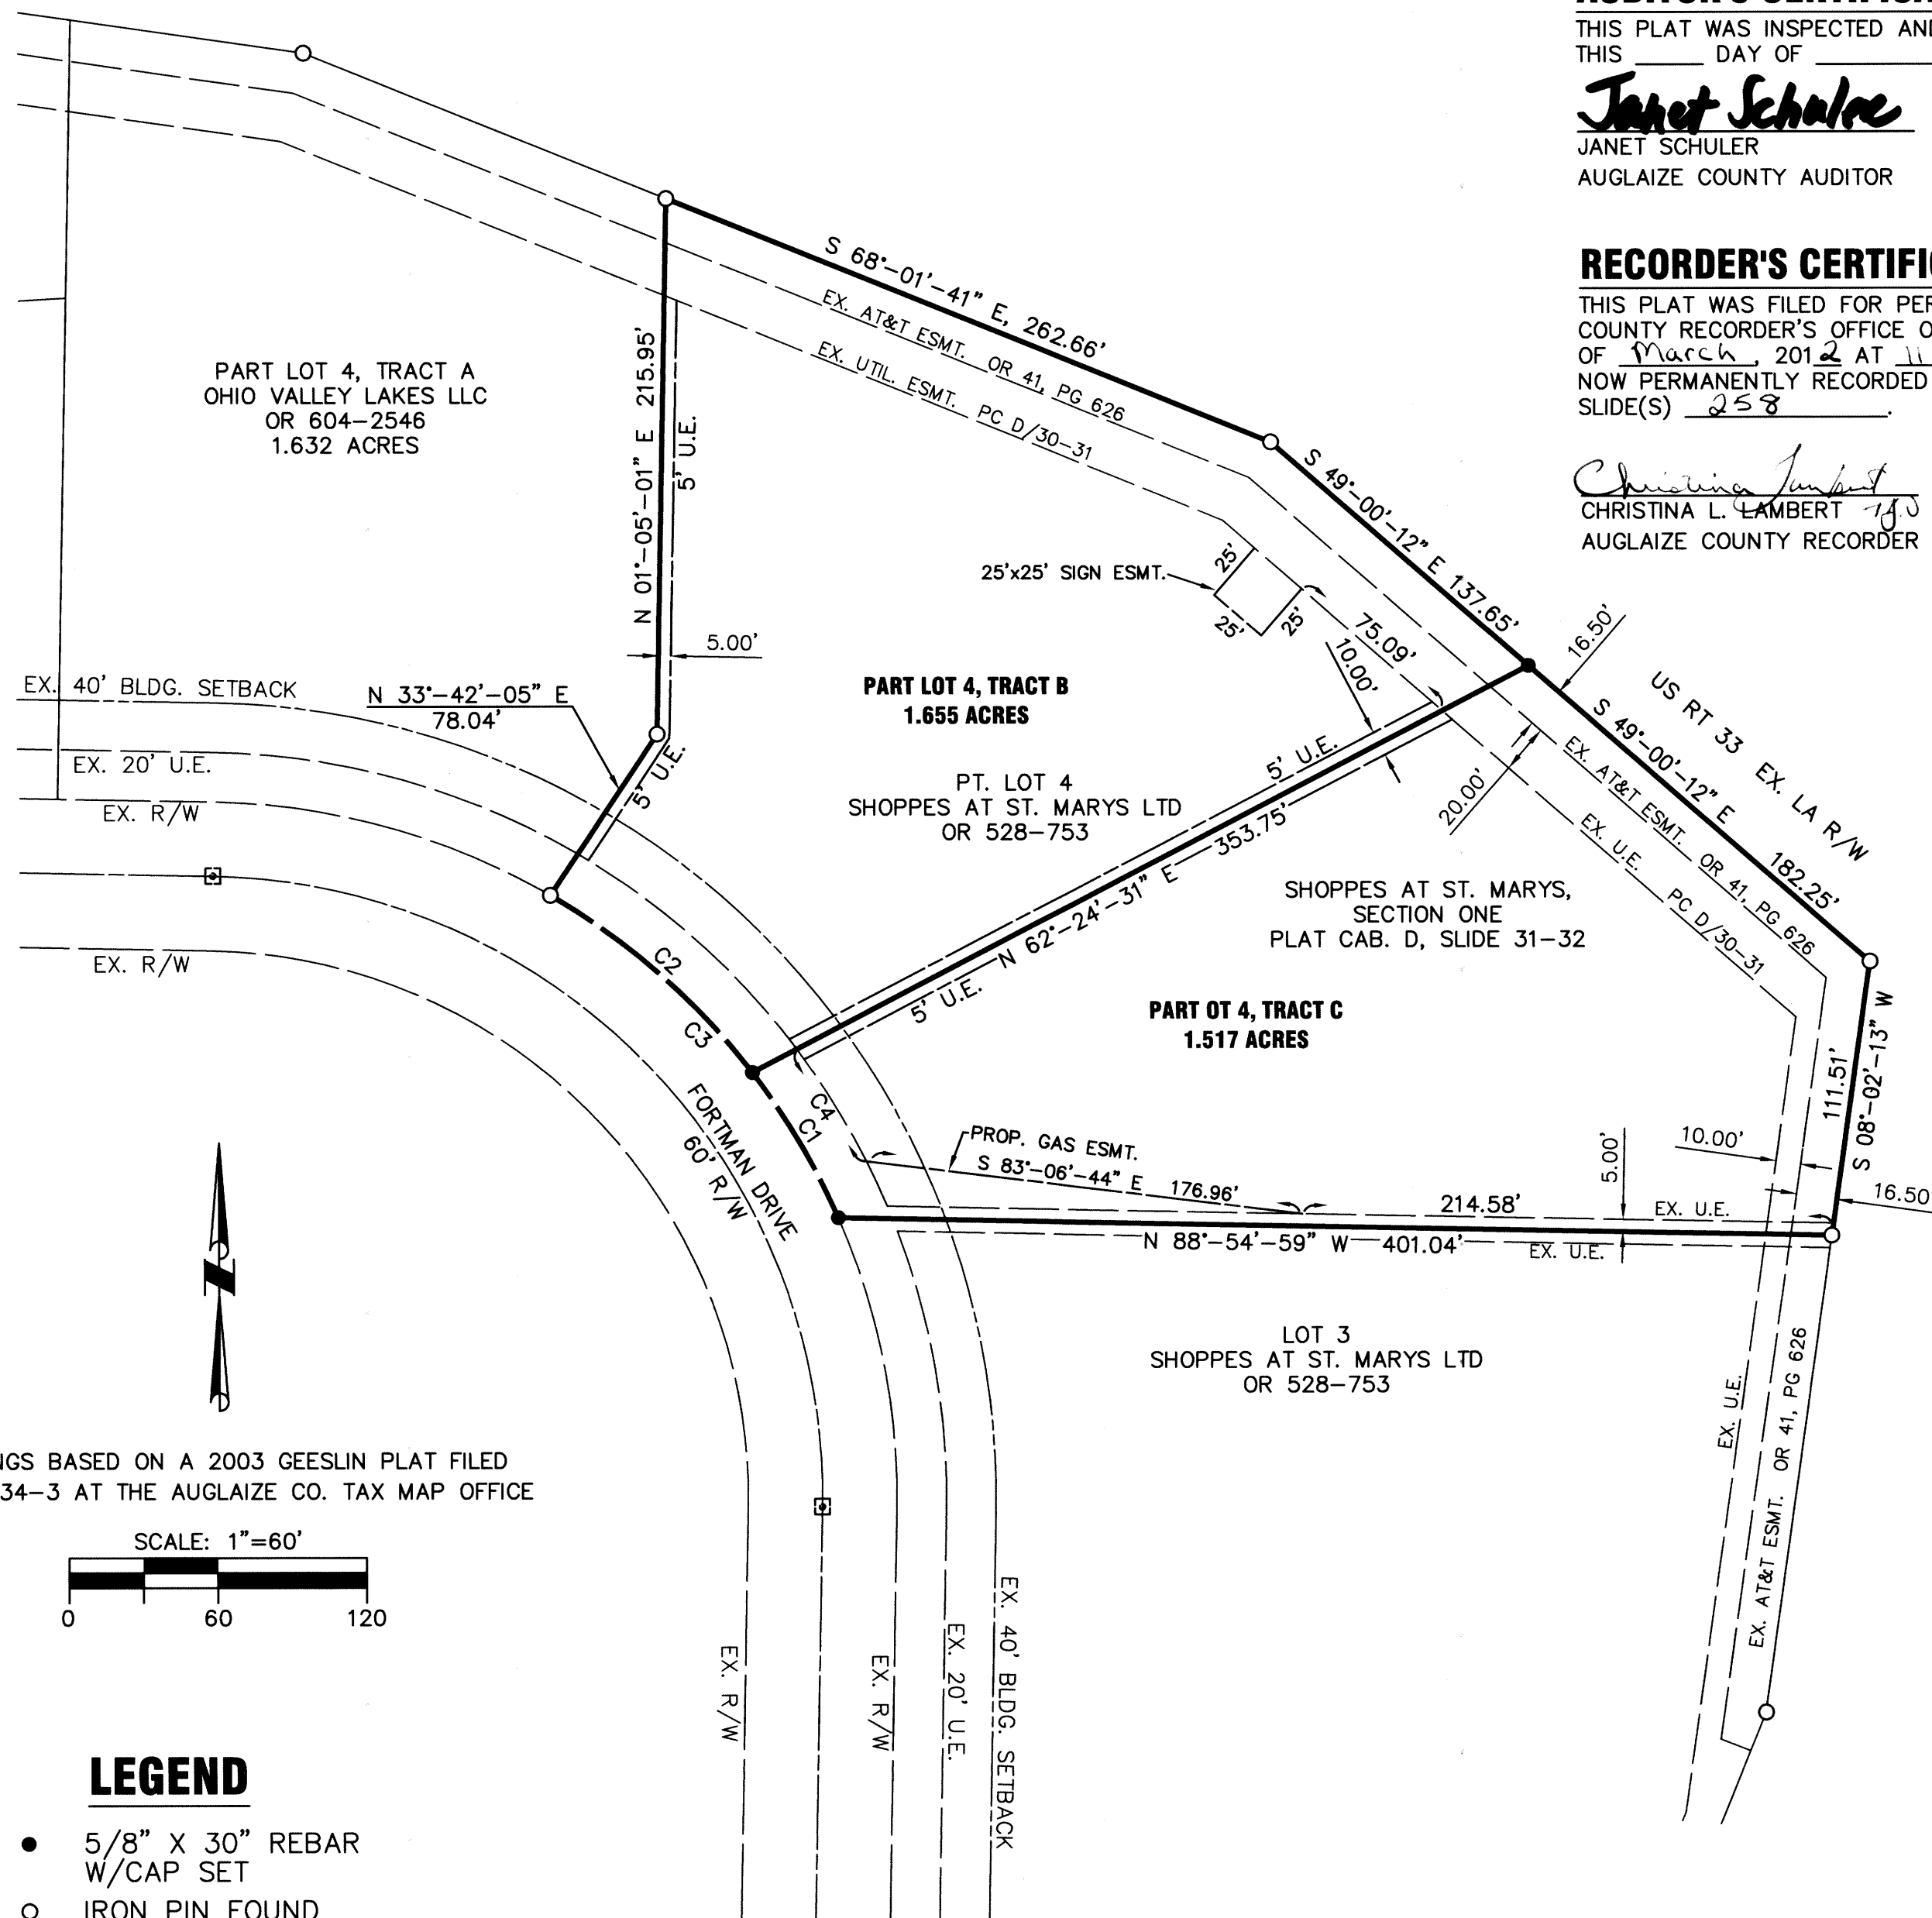 THIS PLAT WAS INSPECTED AN
THIS DAY OF
Janet Schuler
JANET SCHULER
AUGLAIZE COUNTY AUDITOR
RECORDER'S CERTIFI
THIS PLAT WAS FILED FOR PER
COUNTY RECORDER'S OFFICE O
OF March, 2012 AT 11
NOW PERMANENTLY RECORDED
SLIDE(S) 258.
Christina Lambert
CHRISTINA L. LAMBERT
AUGLAIZE COUNTY RECORDER
S 68°-01'-41" E, 262.66'
EX. AT&T ESMT. OR 41, PG 626
EX. UTIL. ESMT. PC D/30-31
N 01°-05'-01" E 215.95'
5' U.E.
PART LOT 4, TRACT A
OHIO VALLEY LAKES LLC
OR 604-2546
1.632 ACRES
S 49°-00'-12" E 137.65'
25'x25' SIGN ESMT.
25'
25'
25'
75.09'
10.00'
16.50'
5.00'
US RT 33 EX. LA R/W
S 49°-00'-12" E 182.25'
EX. 40' BLDG. SETBACK
N 33°-42'-05" E
78.04'
5' U.E.
EX. 20' U.E.
EX. R/W
EX. R/W
PART LOT 4, TRACT B
1.655 ACRES
PT. LOT 4
SHOPPES AT ST. MARYS LTD
OR 528-753
5' U.E.
20.00'
EX. AT&T ESMT. OR 41, PG 626
EX. U.E. PC D/30-31
N 62°-24'-31" E 353.75'
5' U.E.
SHOPPES AT ST. MARYS,
SECTION ONE
PLAT CAB. D, SLIDE 31-32
PART OT 4, TRACT C
1.517 ACRES
C2
C3
C4
C1
FORTMAN DRIVE
60' R/W
PROP. GAS ESMT.
S 83°-06'-44" E 176.96'
214.58'
5.00'
10.00'
111.51'
S 08°-02'-13" W
16.50
EX. U.E.
N 88°-54'-59" W 401.04'
EX. U.E.
LOT 3
SHOPPES AT ST. MARYS LTD
OR 528-753
EX. U.E.
EX. AT&T ESMT. OR 41, PG 626
NGS BASED ON A 2003 GEESLIN PLAT FILED
34-3 AT THE AUGLAIZE CO. TAX MAP OFFICE
SCALE: 1"=60'
0 60 120
EX. R/W
EX. R/W
EX. 20' U.E.
EX. 40' BLDG. SETBACK
LEGEND
5/8" X 30" REBAR
W/CAP SET
IRON PIN FOUND